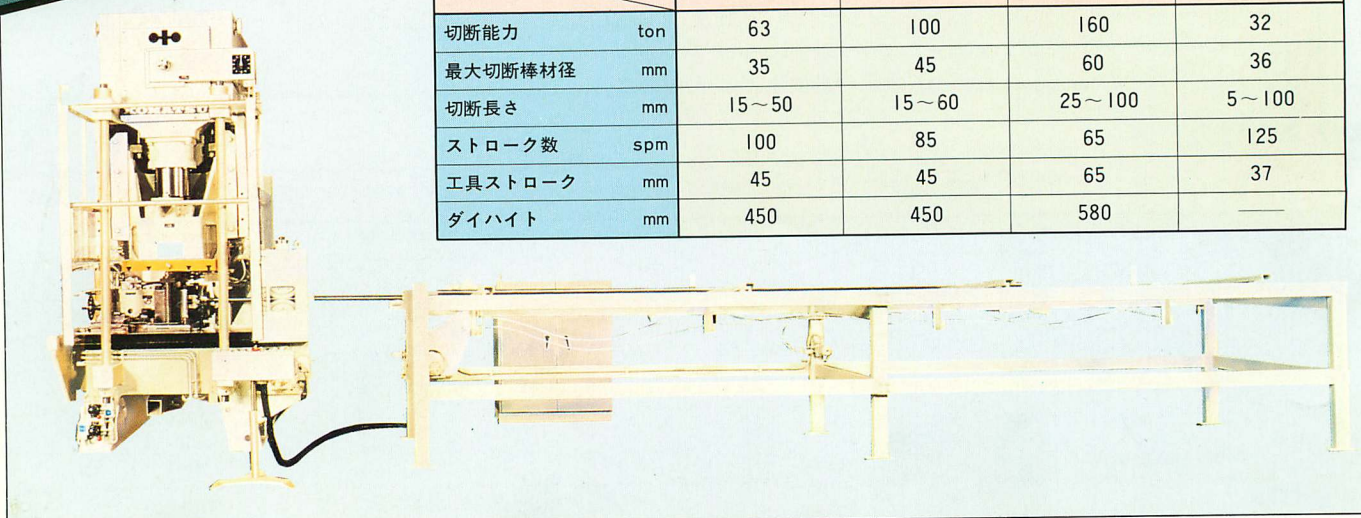 切断能力 ton 63 100 160 32
最大切断棒材径 mm 35 45 60 36
切断長さ mm 15～50 15～60 25～100 5～100
ストローク数 spm 100 85 65 125
工具ストローク mm 45 45 65 37
ダイハイト mm 450 450 580 ——
KOMATSU